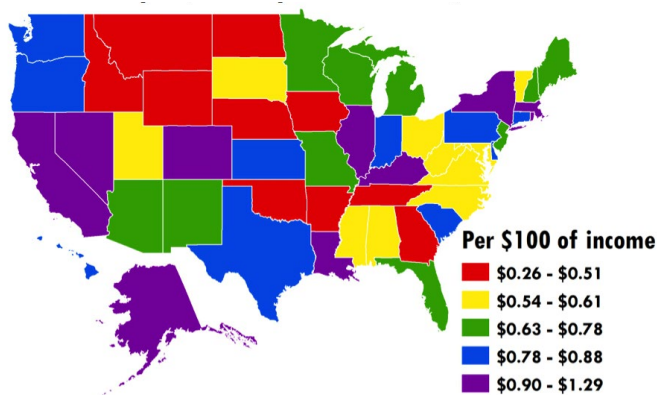 Per $100 of income
$0.26 - $0.51
$0.54 - $0.61
$0.63 - $0.78
$0.78 - $0.88
$0.90 - $1.29